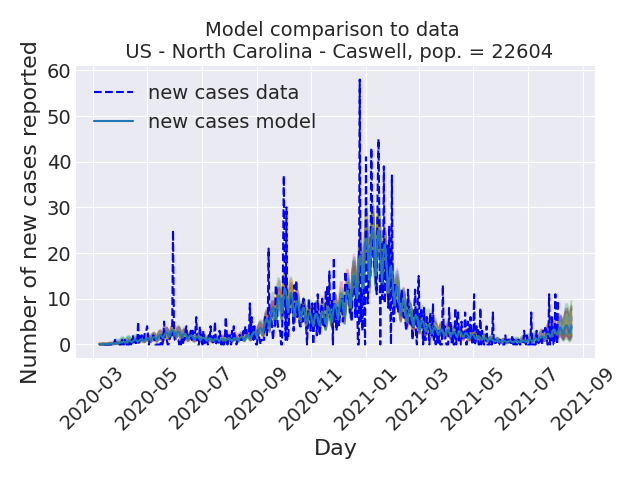 Model comparison to data
US - North Carolina - Caswell, pop. = 22604
Number of new cases reported
60
50
40
30
20
10
0
new cases data
new cases model
2020-03
2020-05
2020-07
2020-09
2020-11
2021-01
2021-03
2021-05
2021-07
2021-09
Day